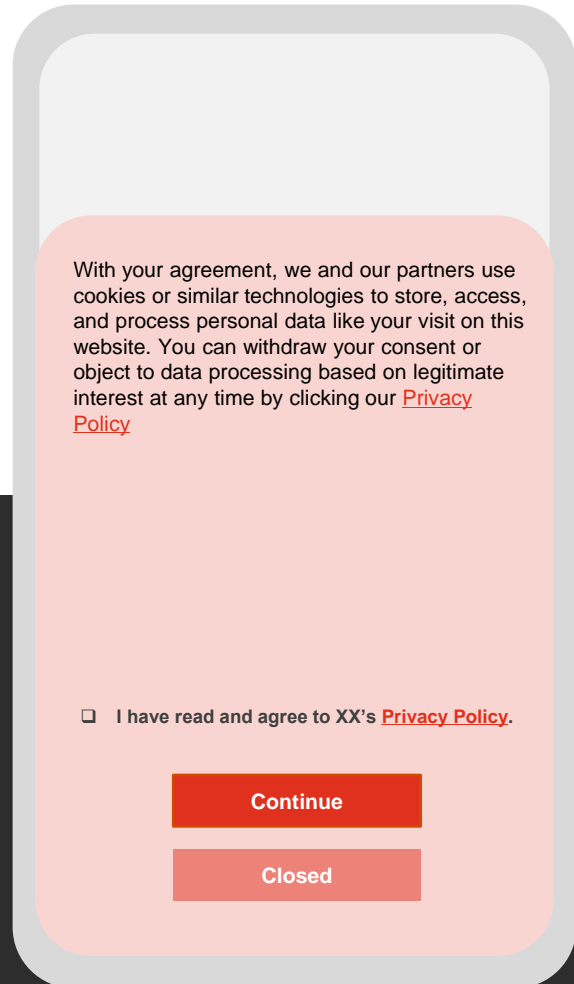 With your agreement, we and our partners use
cookies or similar technologies to store, access,
and process personal data like your visit on this
website. You can withdraw your consent or
object to data processing based on legitimate
interest at any time by clicking our Privacy
Policy
❑ I have read and agree to XX’s Privacy Policy.
Continue
Closed